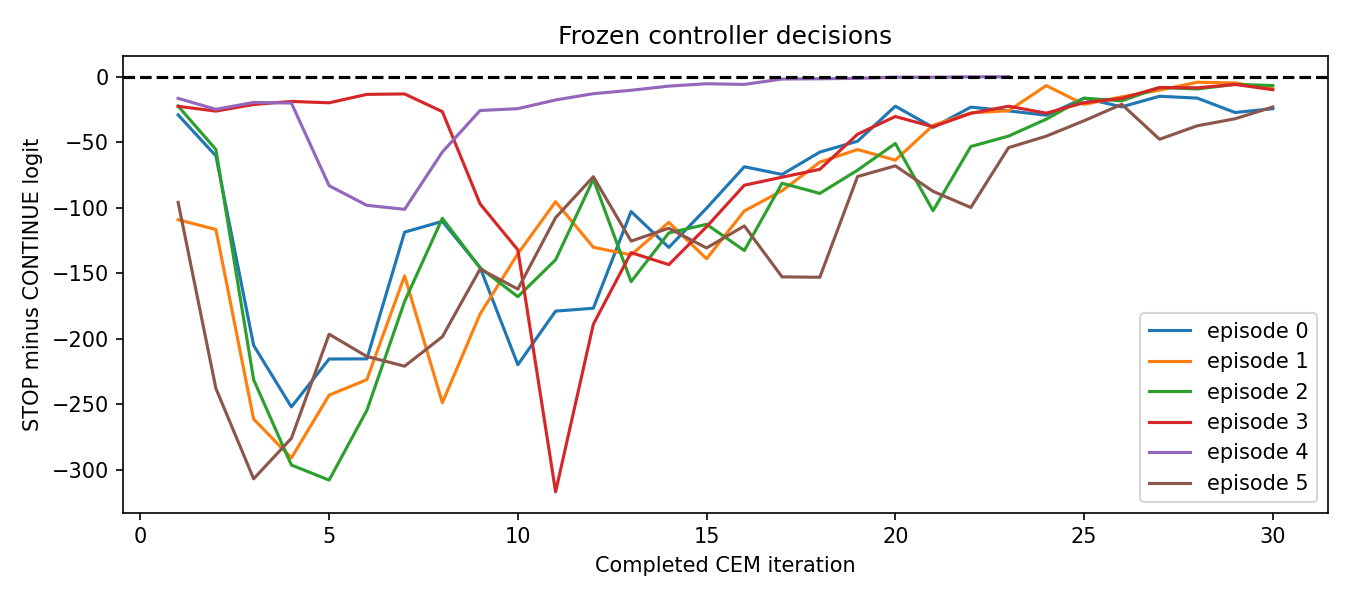 Frozen controller decisions
STOP minus CONTINUE logit
0
−50
−100
−150
−200
−250
−300
episode 0
episode 1
episode 2
episode 3
episode 4
episode 5
0 5 10 15 20 25 30
Completed CEM iteration